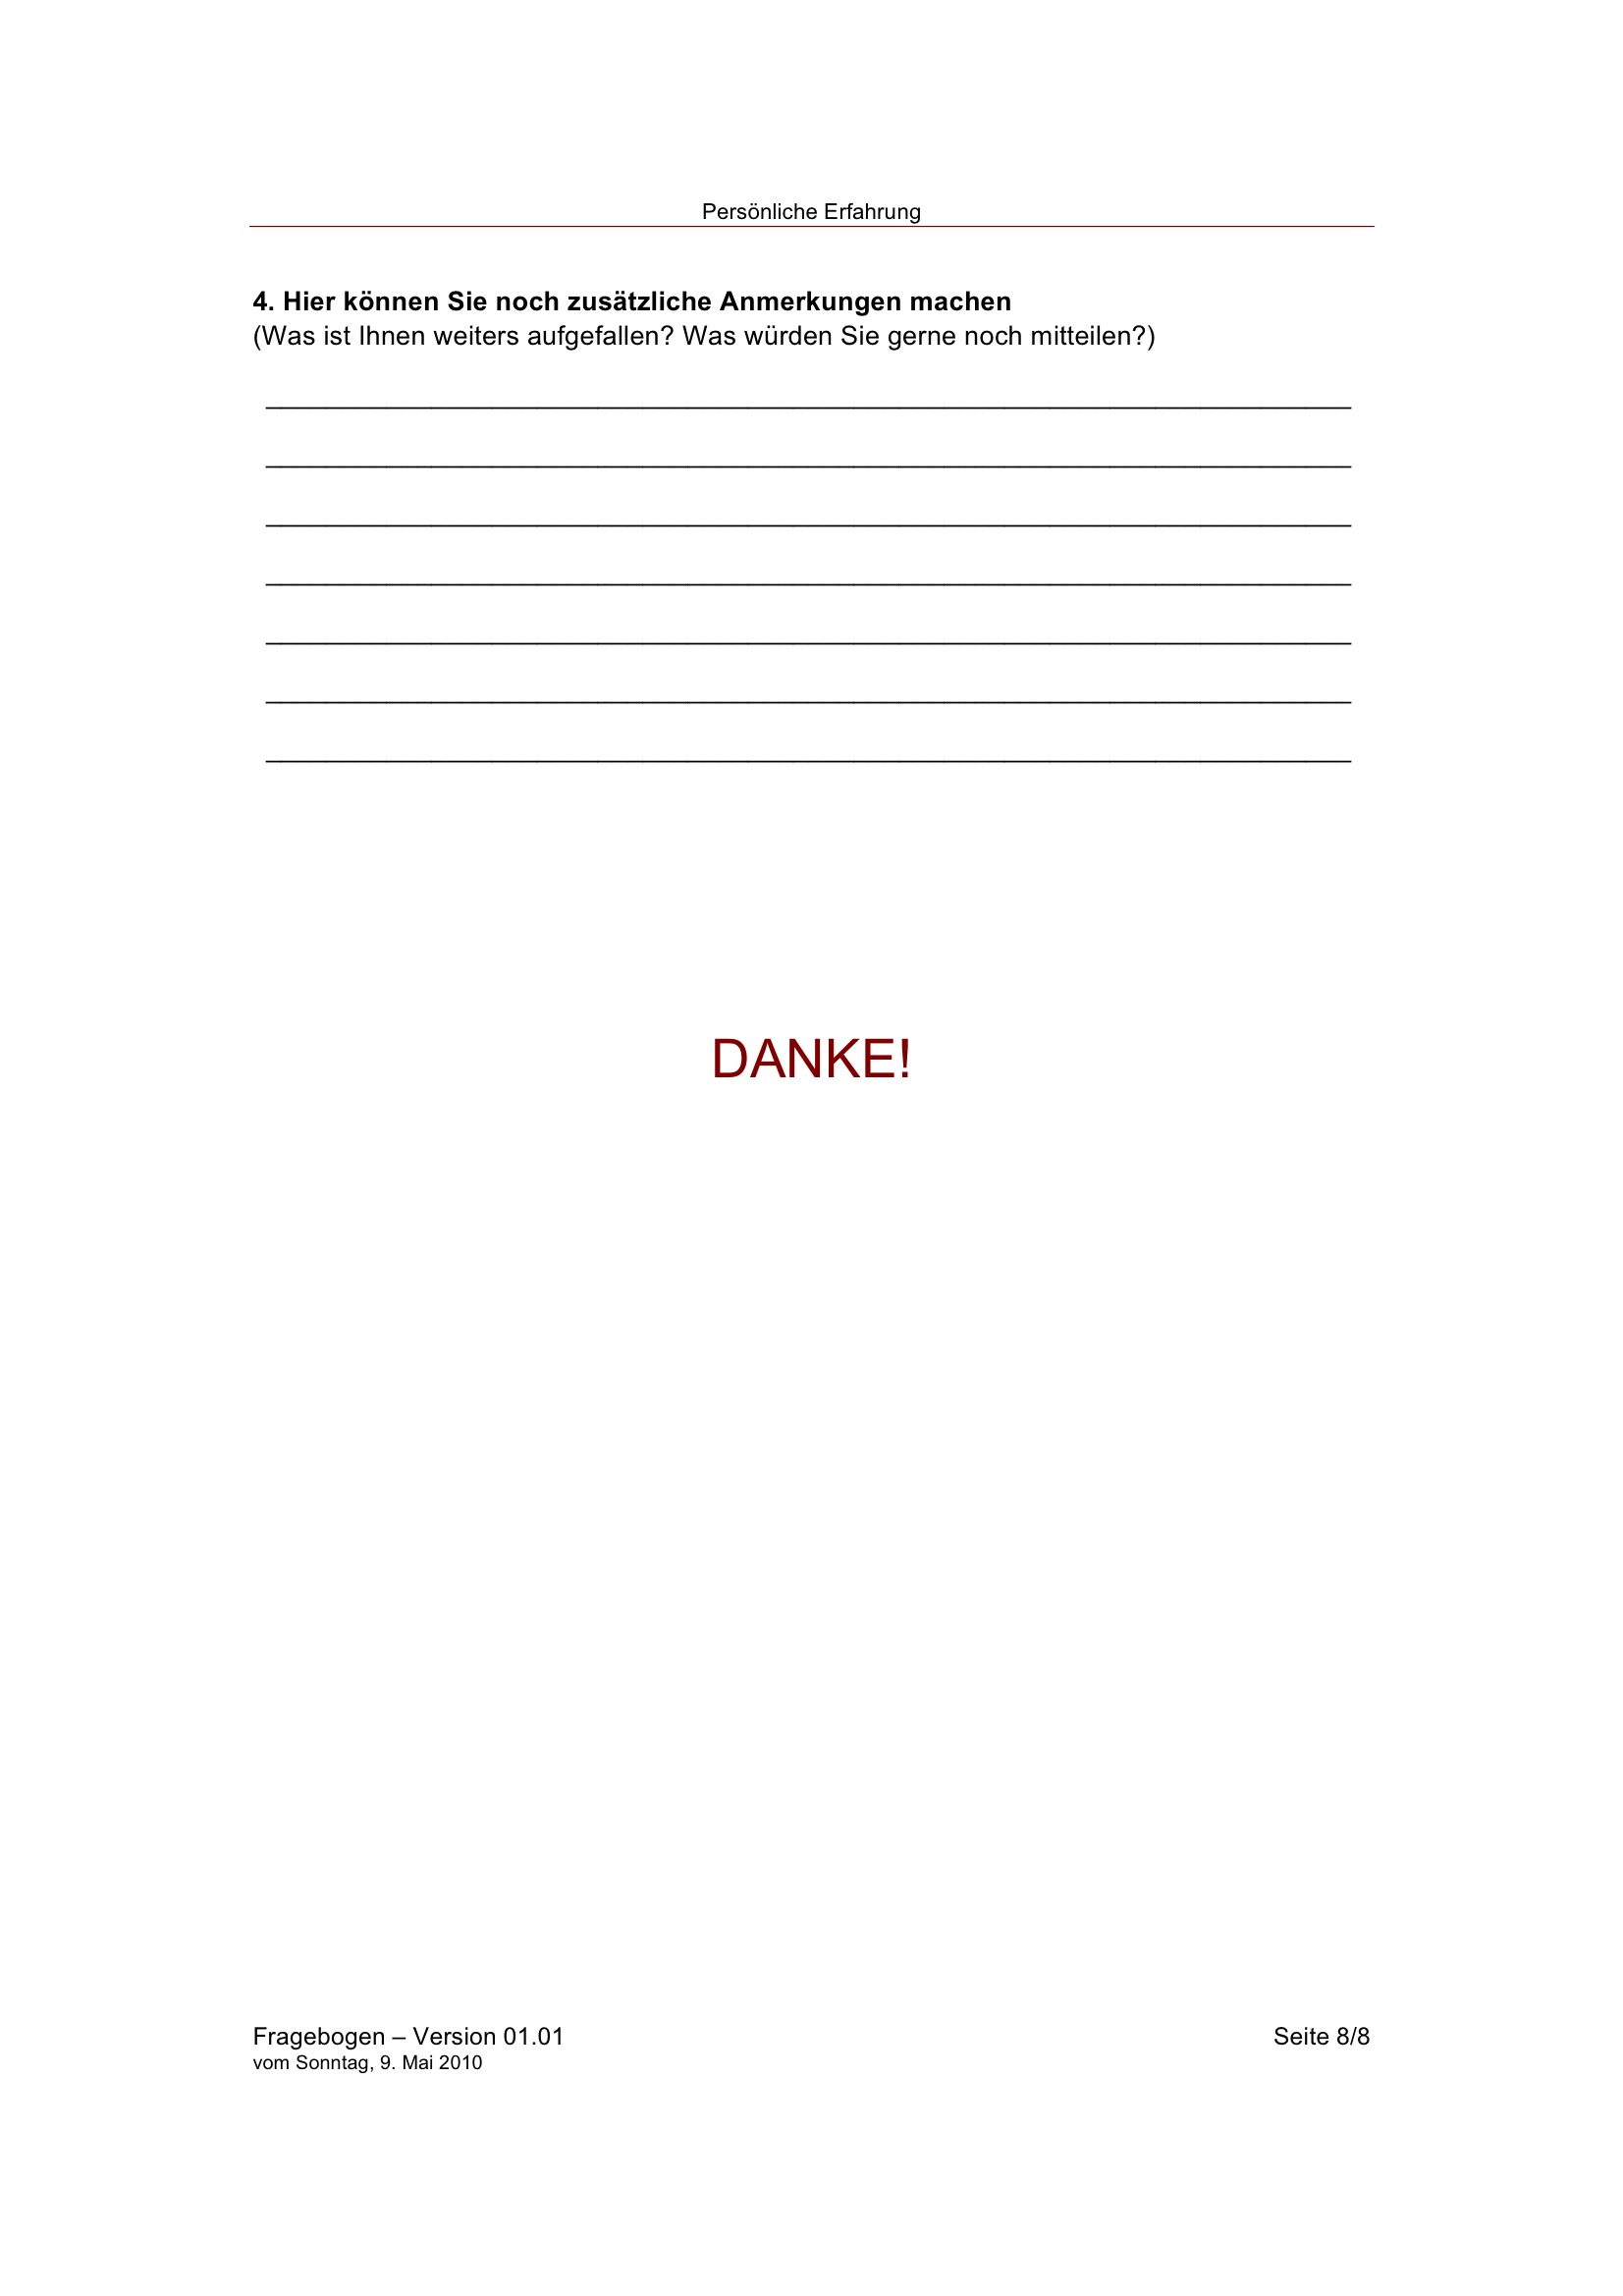 Persönliche Erfahrung
4. Hier können Sie noch zusätzliche Anmerkungen machen
(Was ist Ihnen weiters aufgefallen? Was würden Sie gerne noch mitteilen?)
DANKE!
Fragebogen – Version 01.01 Seite 8/8
vom Sonntag, 9. Mai 2010